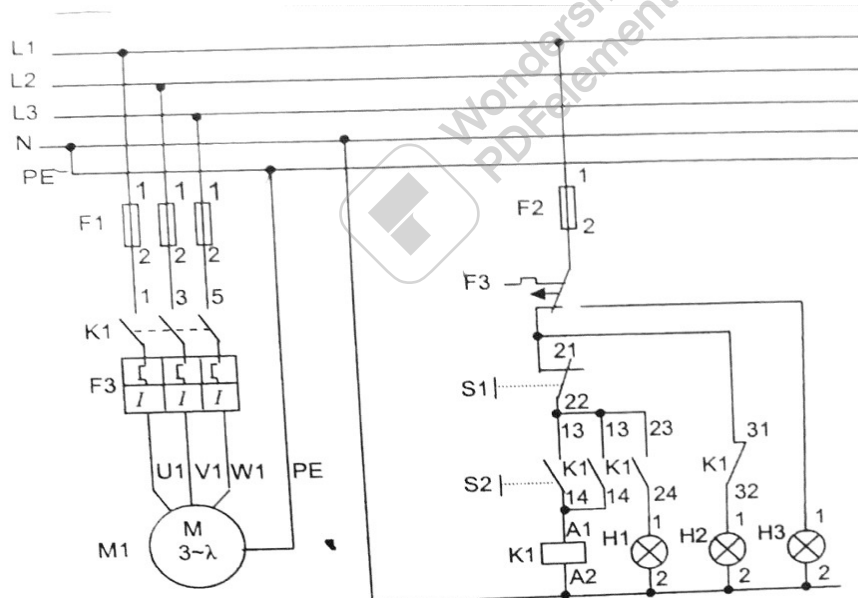 Wondersh
PDFelement
L1
L2
L3
N
PE
1 1 1
F1
2 2 2
1 3 5
K1
F3
I I I
U1 V1 W1 PE
M1
M
3~λ
1
F2
2
F3
21
S1
22
13 13 23
S2 K1 K1
14 14 24
31
K1
32
A1
K1
A2
1
H1
2
1
H2
2
1
H3
2